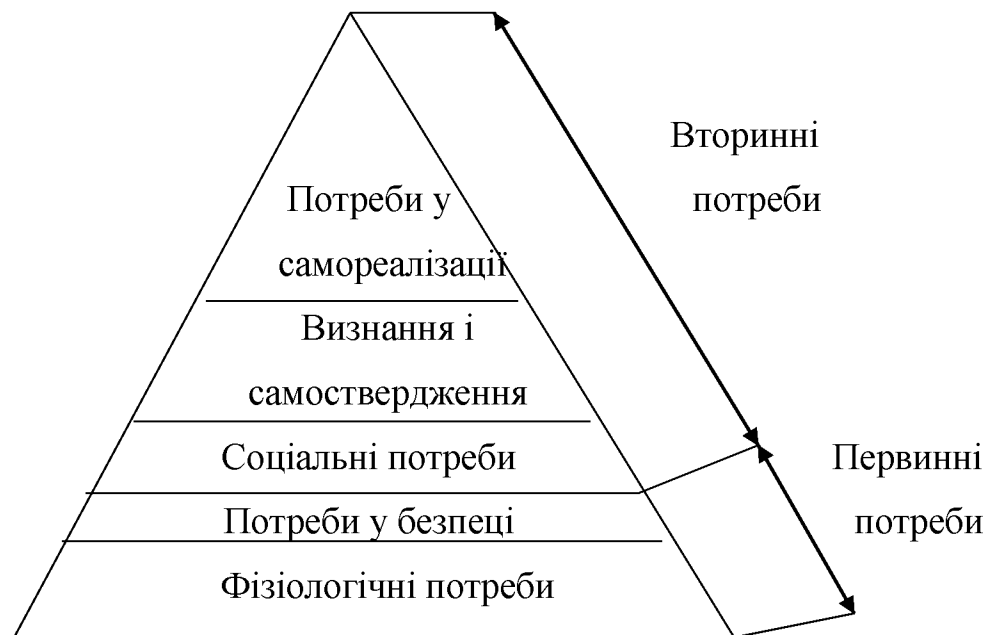 Вторинні
потреби
Потреби у
самореалізації
Визнання і
самоствердження
Соціальні потреби
Первинні
потреби
Потреби у безпеці
Фізіологічні потреби